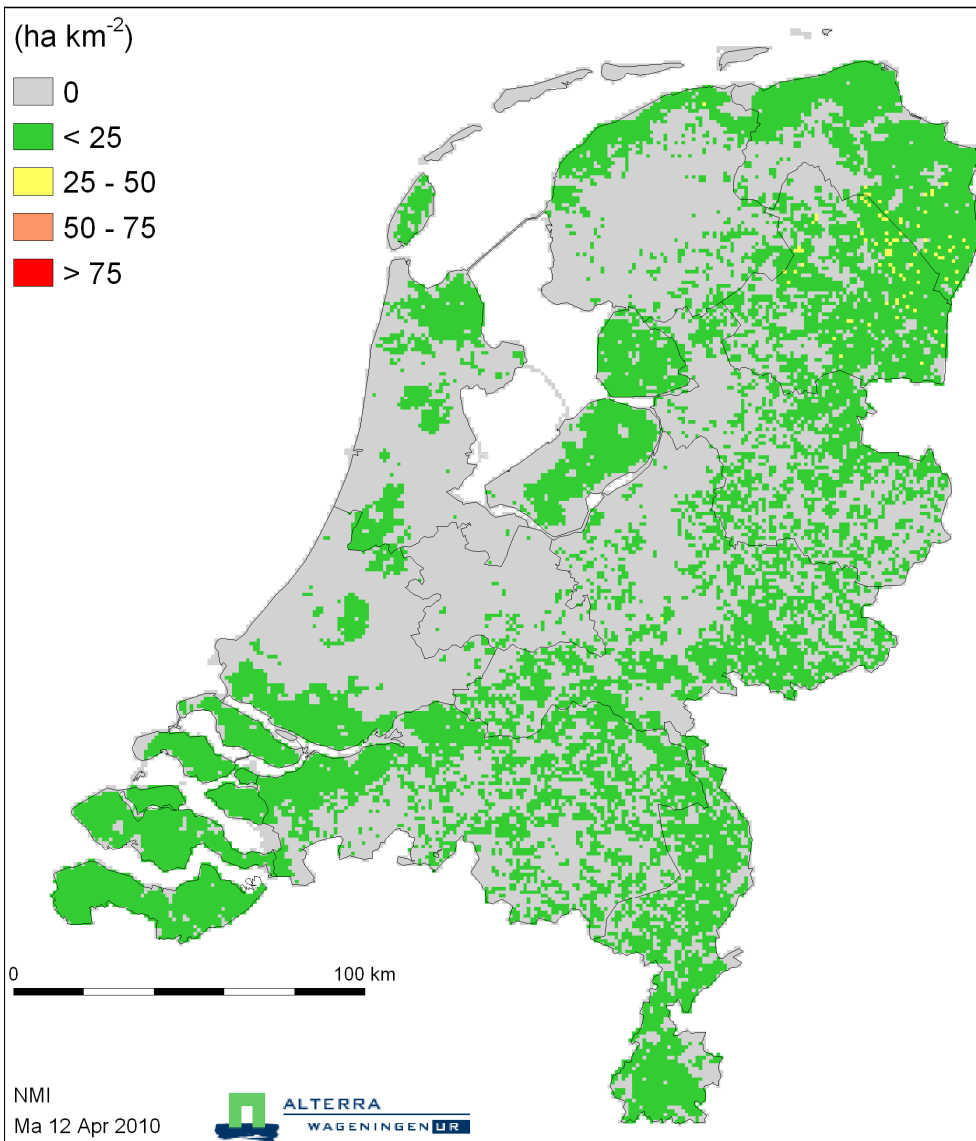 (ha km-2)
0
< 25
25 - 50
50 - 75
> 75
0 100 km
NMI
Ma 12 Apr 2010
ALTERRA
WAGENINGEN UR